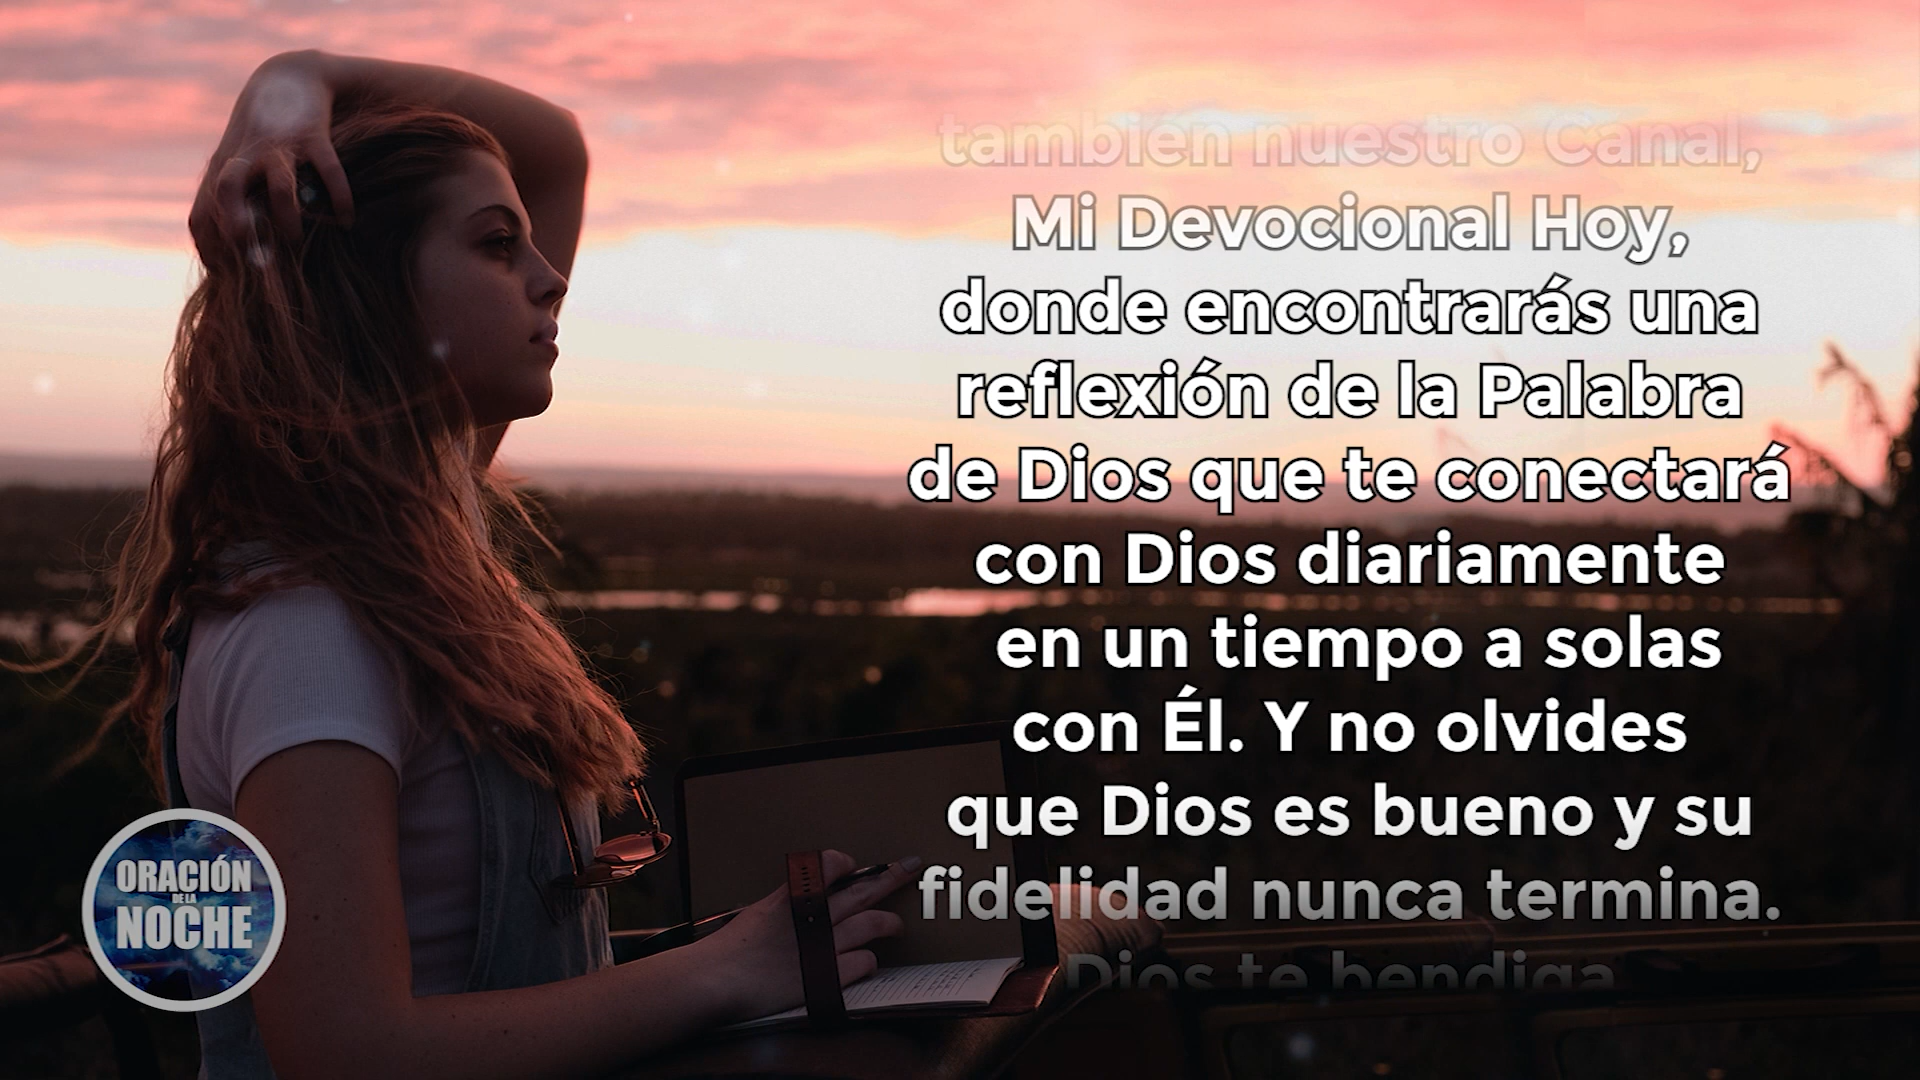 también nuestro Canal,
Mi Devocional Hoy,
donde encontrarás una
reflexión de la Palabra
de Dios que te conectará
con Dios diariamente
en un tiempo a solas
con Él. Y no olvides
que Dios es bueno y su
fidelidad nunca termina.
Dios te bendiga
ORACIÓN
DE LA
NOCHE